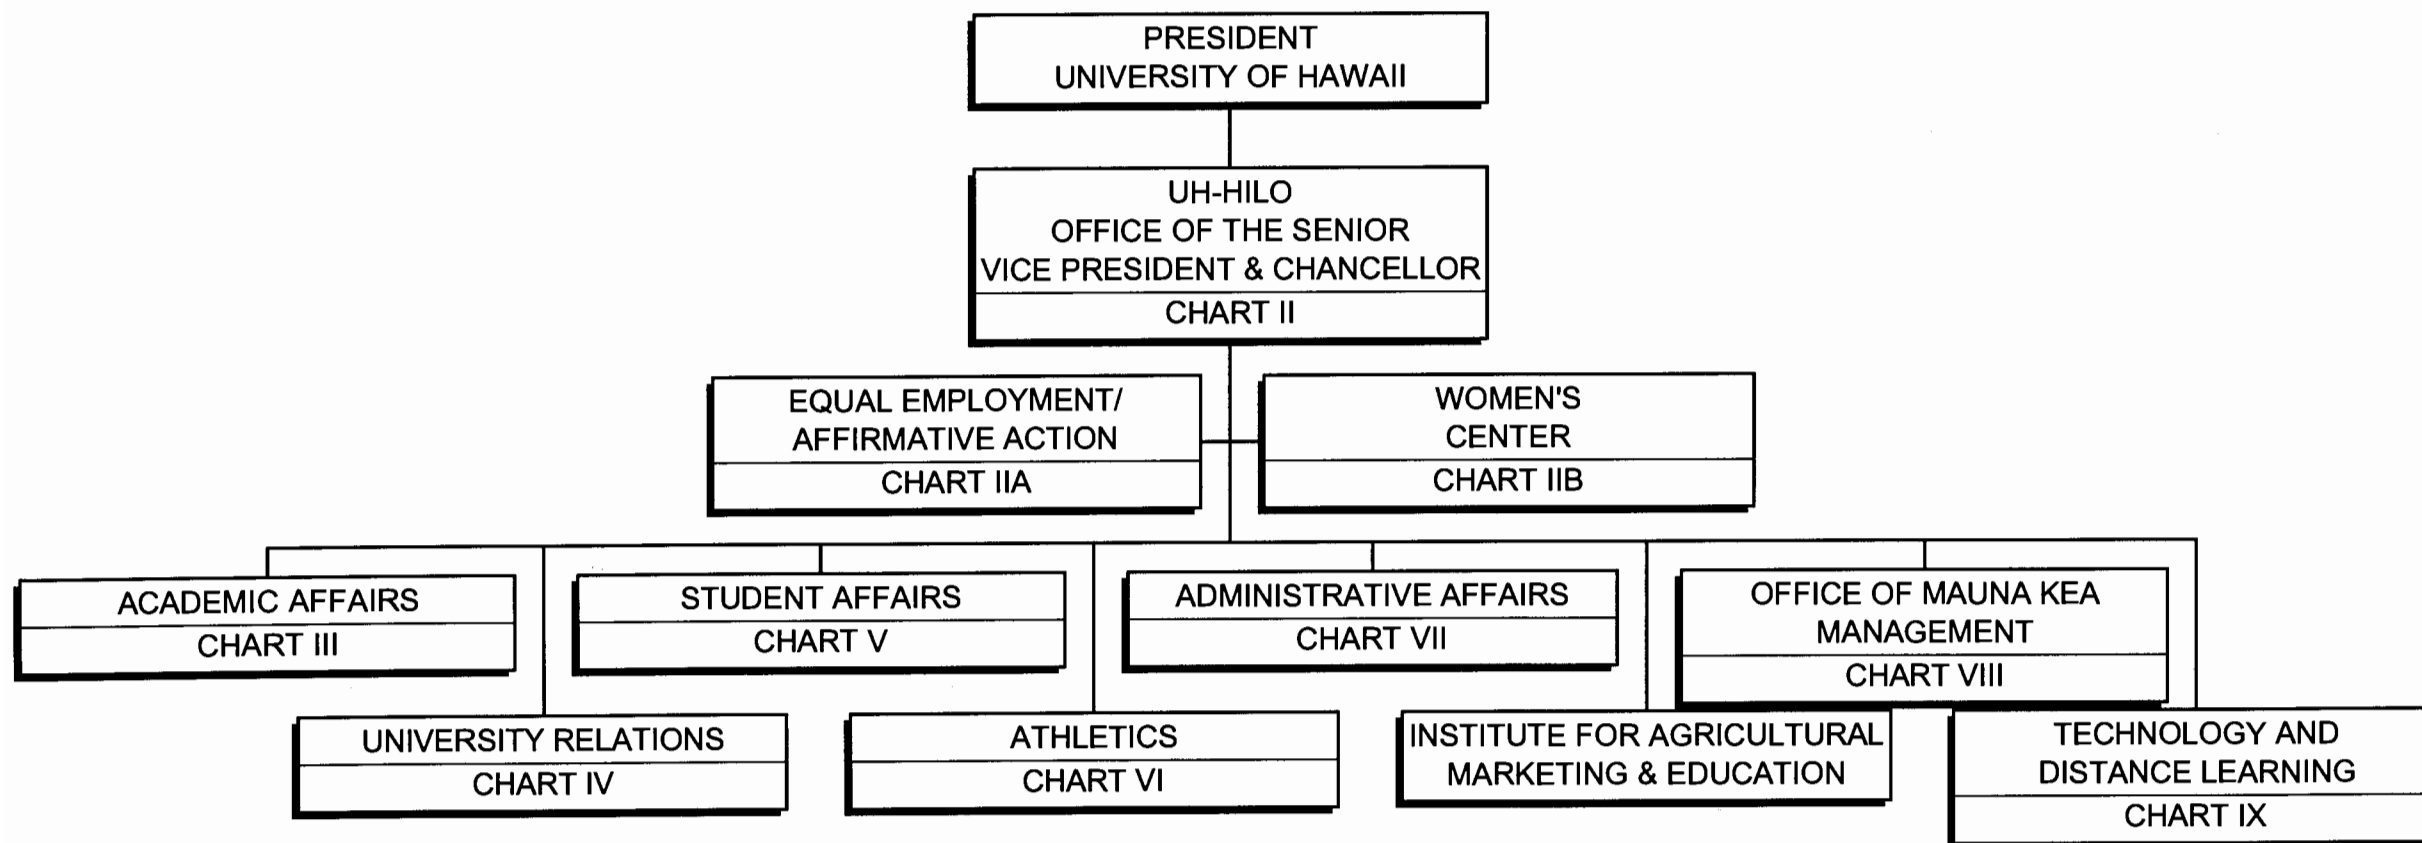 PRESIDENT
UNIVERSITY OF HAWAII
UH-HILO
OFFICE OF THE SENIOR
VICE PRESIDENT & CHANCELLOR
CHART II
EQUAL EMPLOYMENT/
AFFIRMATIVE ACTION
CHART IIA
WOMEN'S
CENTER
CHART IIB
ACADEMIC AFFAIRS
CHART III
STUDENT AFFAIRS
CHART V
ADMINISTRATIVE AFFAIRS
CHART VII
OFFICE OF MAUNA KEA
MANAGEMENT
CHART VIII
UNIVERSITY RELATIONS
CHART IV
ATHLETICS
CHART VI
INSTITUTE FOR AGRICULTURAL
MARKETING & EDUCATION
TECHNOLOGY AND
DISTANCE LEARNING
CHART IX